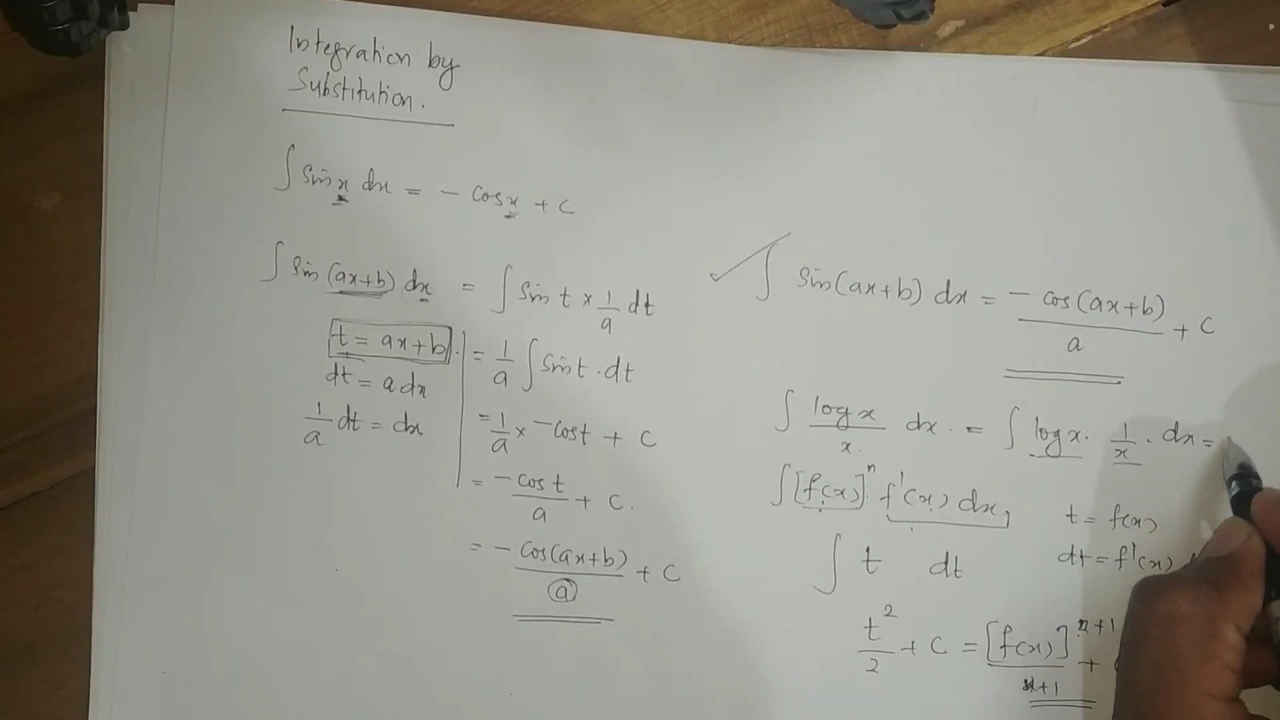 Integration by
Substitution.
∫ sin x dx = - cos x + c
∫ sin (ax+b) dx = ∫ sin t × 1/a dt
t = ax+b
dt = a dx
1/a dt = dx
= 1/a ∫ sin t . dt
= 1/a × - cos t + c
= - cos t / a + c.
= - cos(ax+b) / a + c
∫ sin(ax+b) dx = - cos(ax+b) / a + c
∫ log x / x dx = ∫ log x . 1/x . dx =
∫ [f(x)]ⁿ f'(x) dx, t = f(x)
∫ t dt dt = f'(x)
t²/2 + c = [f(x)]ⁿ⁺¹ / n+1 +